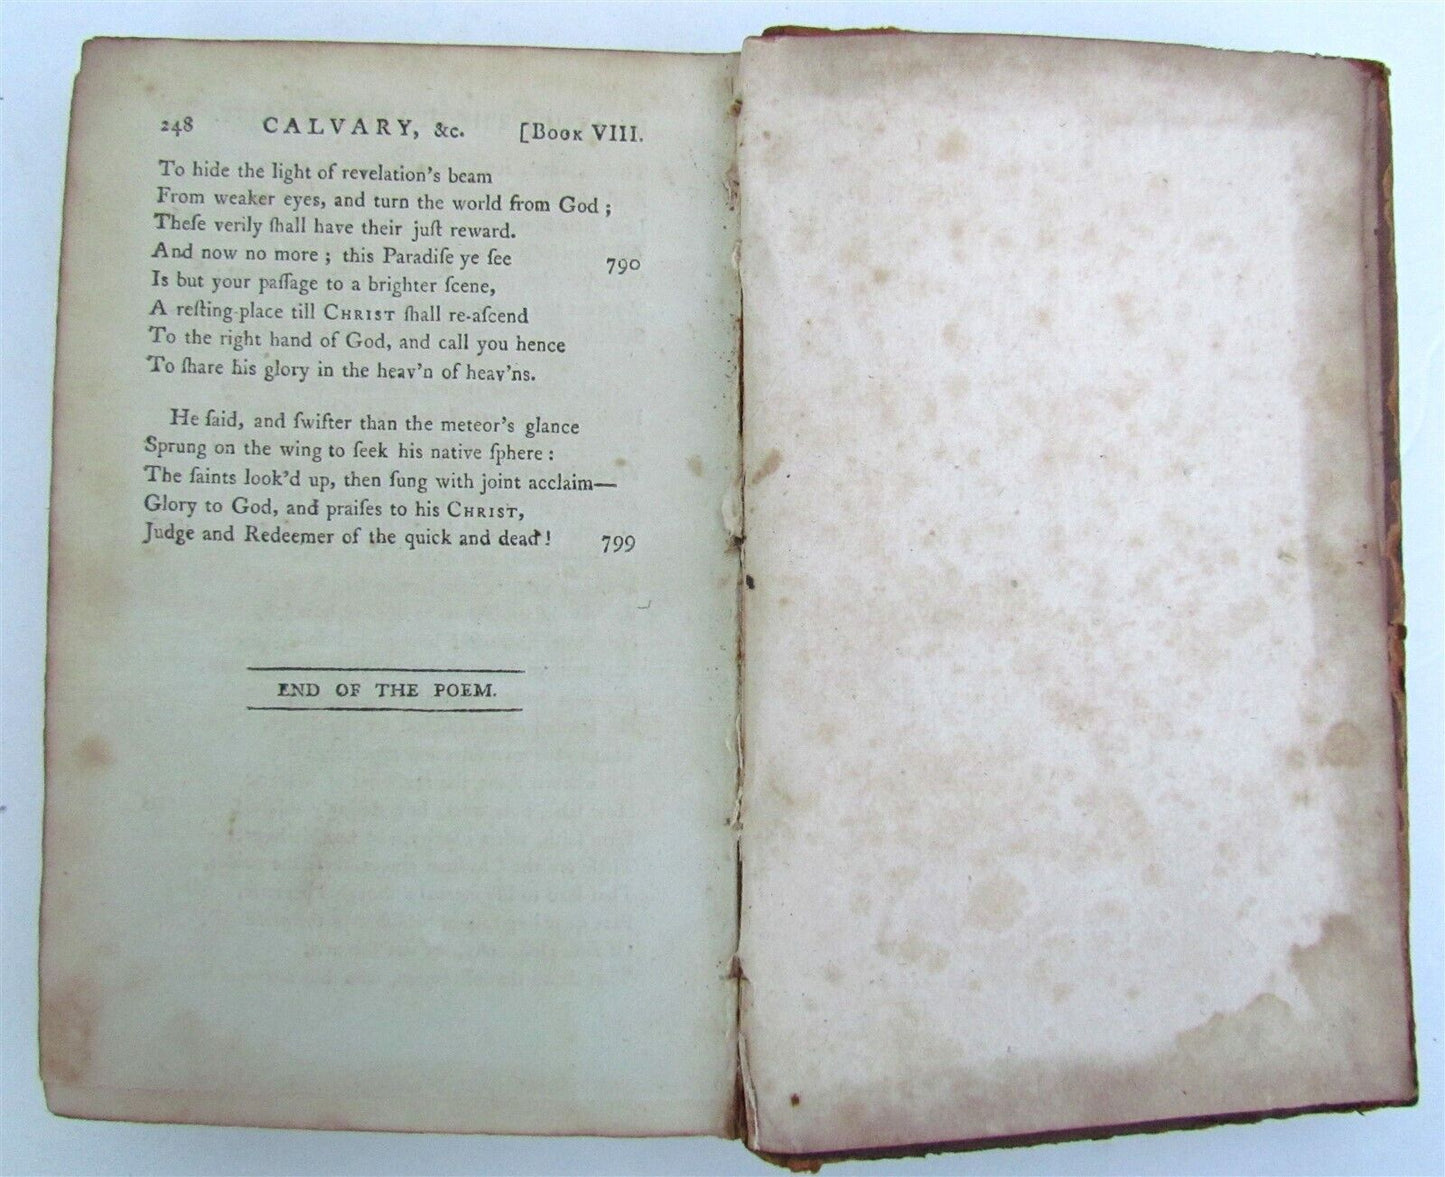 248 CALVARY, &c. [Book VIII.
To hide the light of revelation's beam
From weaker eyes, and turn the world from God ;
Theſe verily ſhall have their juſt reward.
And now no more ; this Paradiſe ye ſee 790
Is but your paſſage to a brighter ſcene,
A reſting-place till CHRIST ſhall re-aſcend
To the right hand of God, and call you hence
To ſhare his glory in the heav'n of heav'ns.
He ſaid, and ſwifter than the meteor's glance
Sprung on the wing to ſeek his native ſphere :
The ſaints look'd up, then ſung with joint acclaim—
Glory to God, and praiſes to his CHRIST,
Judge and Redeemer of the quick and dead ! 799
END OF THE POEM.